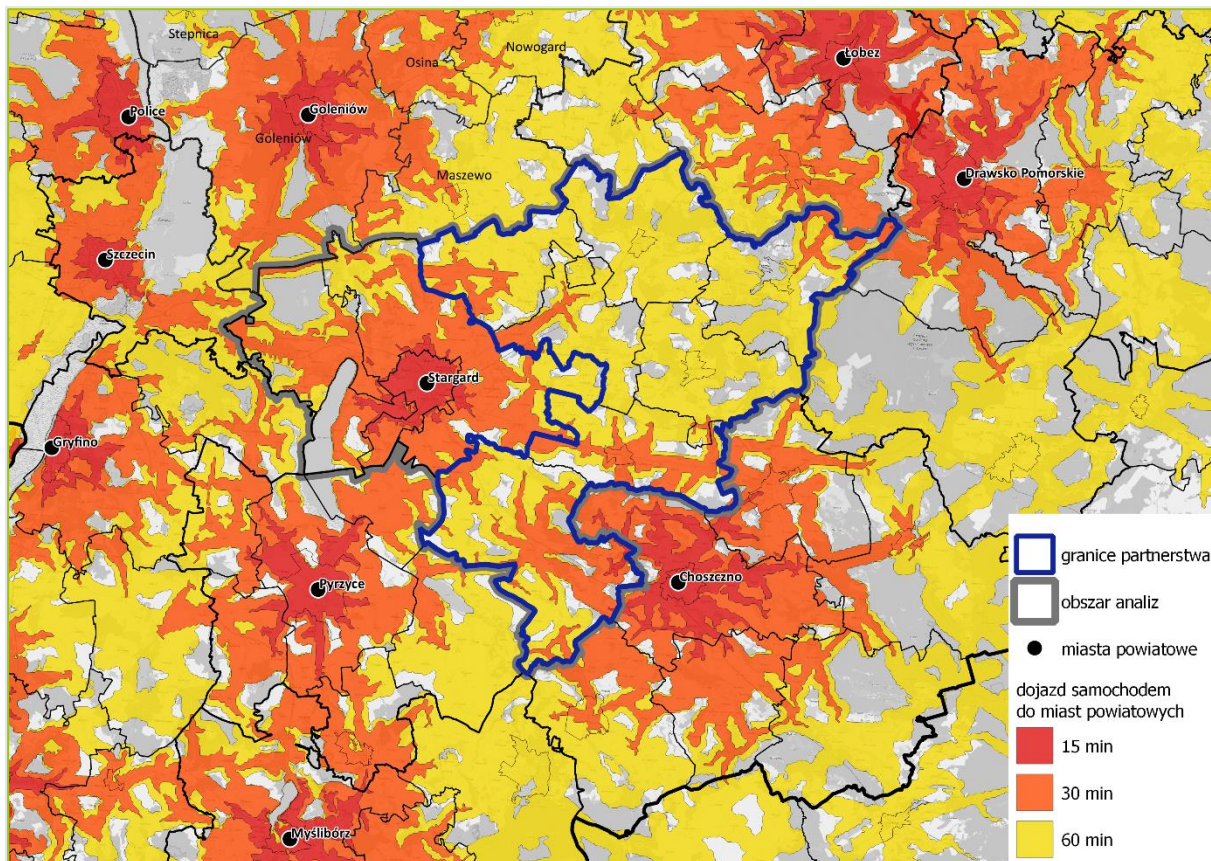 Stepnica
Nowogard
Osina
Łobez
Police
Goleniów
Goleniów
Maszewo
Drawsko Pomorskie
Szczecin
Stargard
Gryfino
Pyrzyce
Choszczno
Myślibórz
granice partnerstwa
obszar analiz
miasta powiatowe
dojazd samochodem
do miast powiatowych
15 min
30 min
60 min